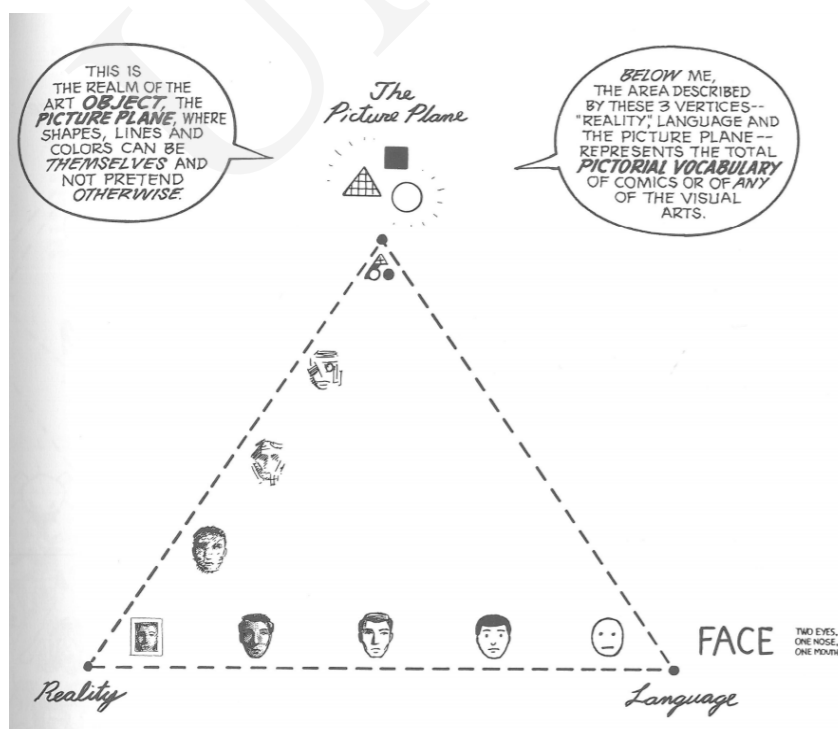 THIS IS
THE REALM OF THE
ART OBJECT, THE
PICTURE PLANE, WHERE
SHAPES, LINES AND
COLORS CAN BE
THEMSELVES AND
NOT PRETEND
OTHERWISE.
The
Picture Plane
BELOW ME,
THE AREA DESCRIBED
BY THESE 3 VERTICES--
"REALITY," LANGUAGE AND
THE PICTURE PLANE--
REPRESENTS THE TOTAL
PICTORIAL VOCABULARY
OF COMICS OR OF ANY
OF THE VISUAL
ARTS.
FACE
TWO EYES,
ONE NOSE,
ONE MOUTH
Reality
Language